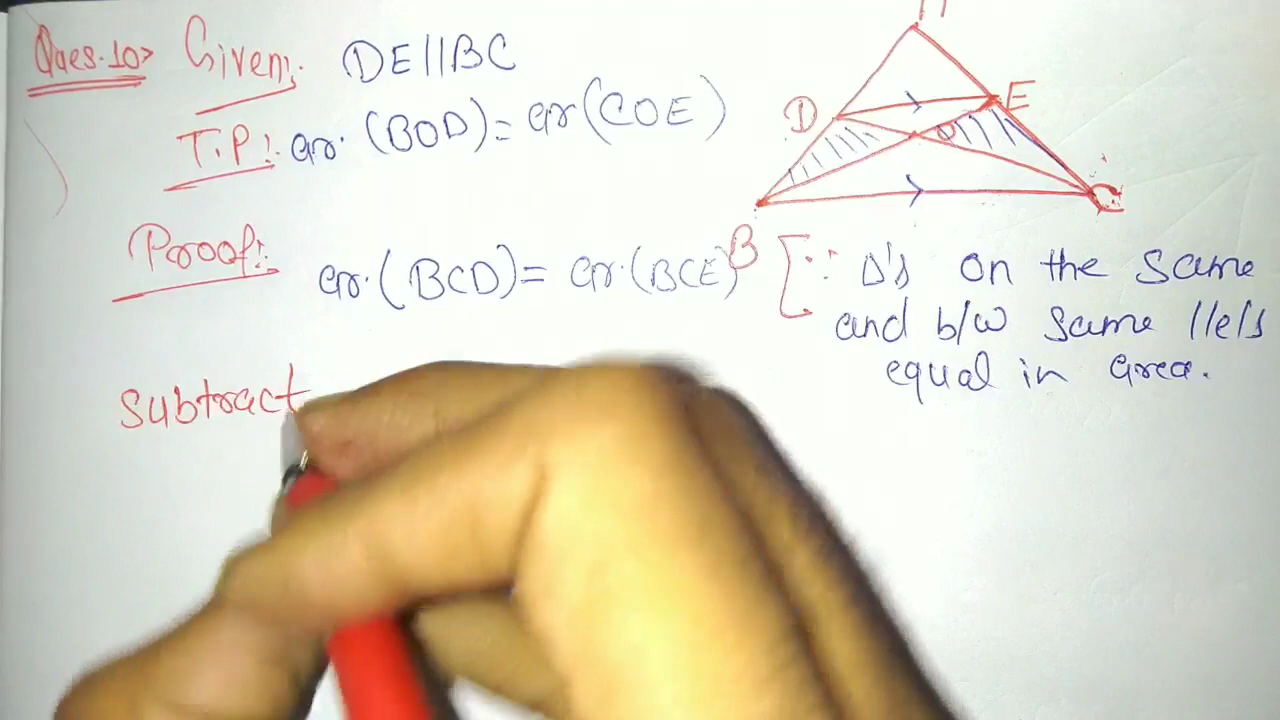 Ques.10> Given:. DE||BC
T.P:. ar. (BOD) = ar(COE)
Proof:. ar.(BCD) = ar.(BCE) [∵ Δ's on the same
and b/w same ||els
equal in area.
Subtract
A
D
E
O
B
C